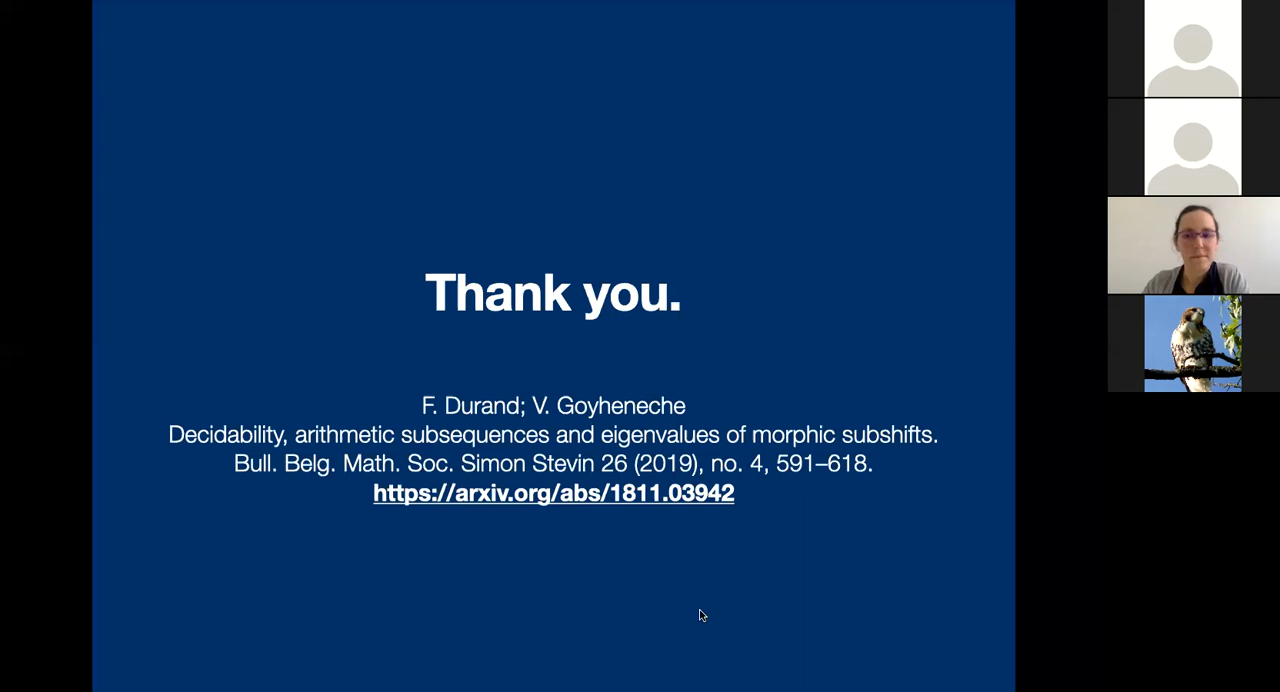 Thank you.
F. Durand; V. Goyheneche
Decidability, arithmetic subsequences and eigenvalues of morphic subshifts.
Bull. Belg. Math. Soc. Simon Stevin 26 (2019), no. 4, 591–618.
https://arxiv.org/abs/1811.03942